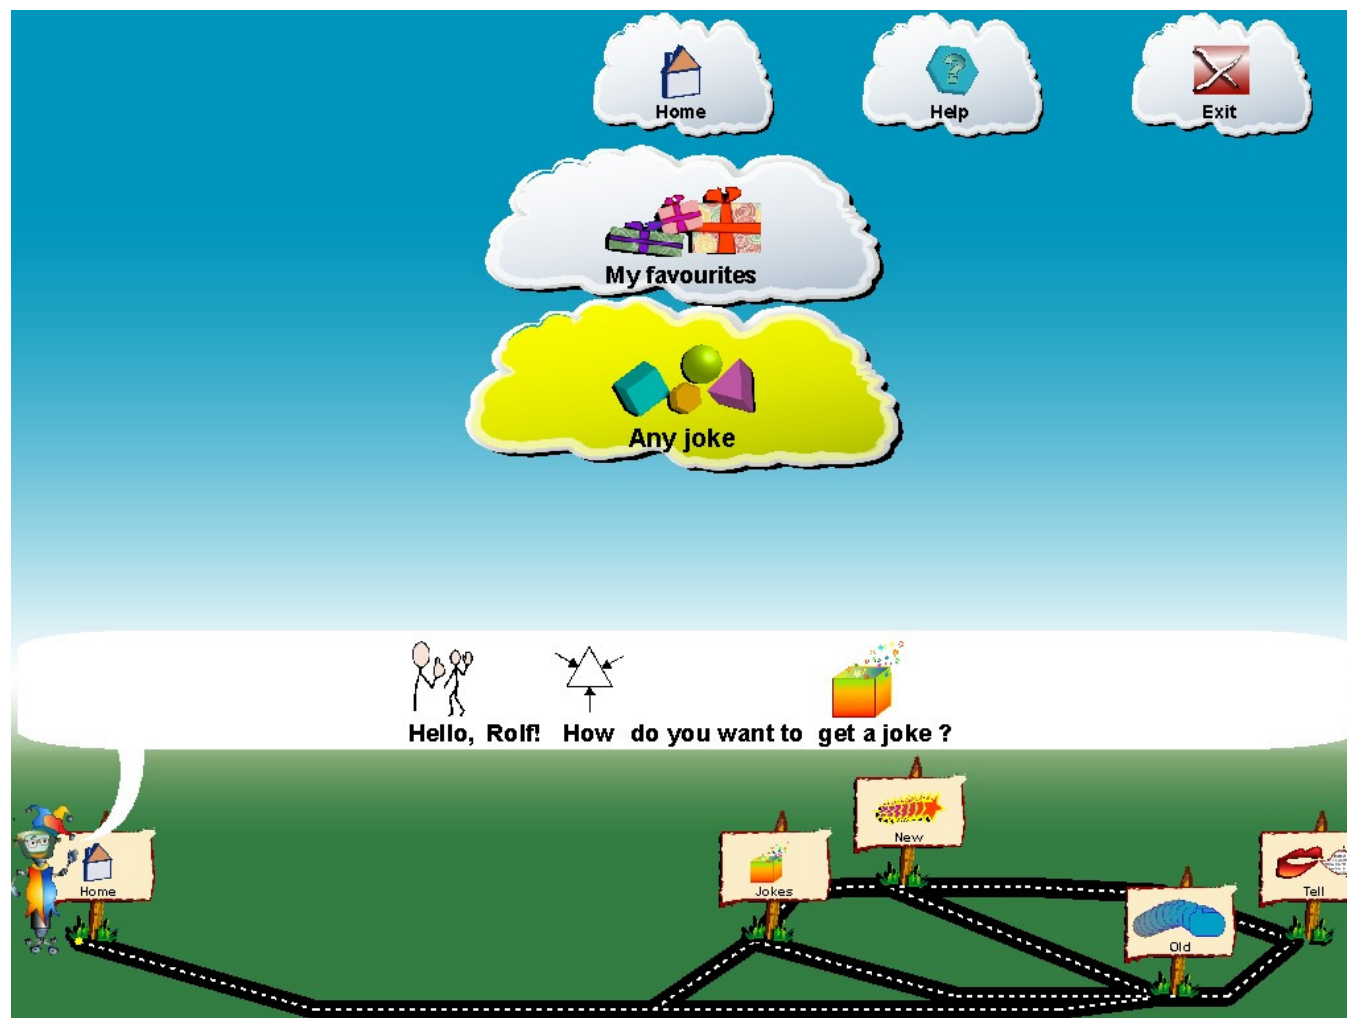 Home
Help
Exit
My favourites
Any joke
Hello, Rolf! How do you want to get a joke ?
New
Home
Jokes
Tell
Old